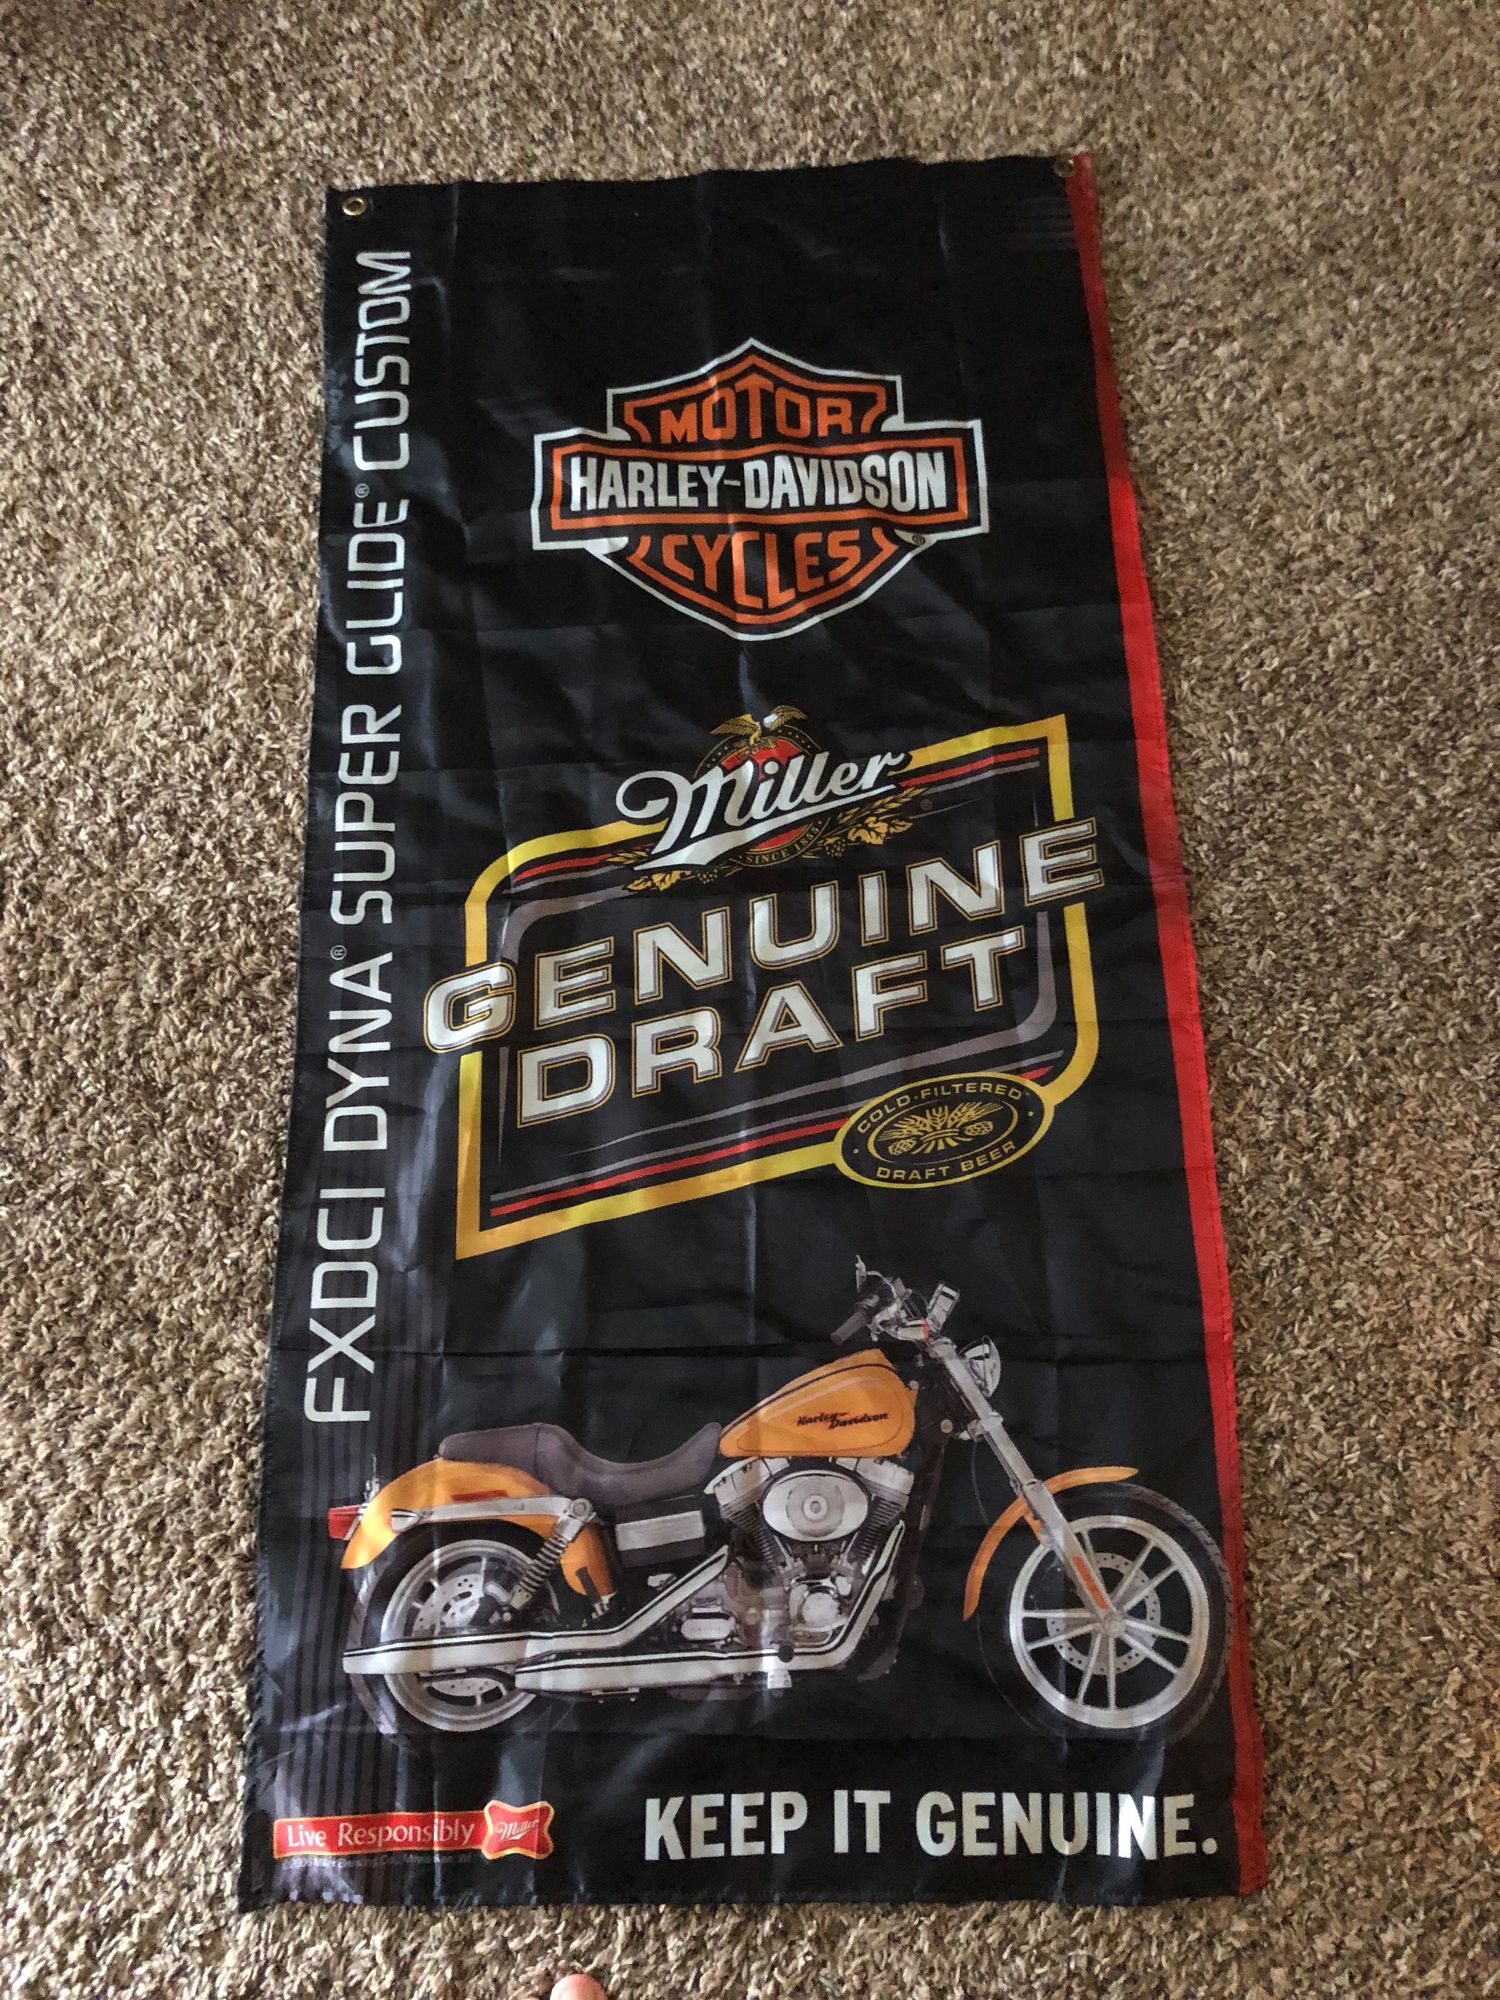 FXDCI DYNA® SUPER GLIDE® CUSTOM
MOTOR
HARLEY-DAVIDSON
CYCLES
®
Miller
®
SINCE 1855
GENUINE
DRAFT
COLD-FILTERED™
DRAFT BEER
Harley-
Davidson
KEEP IT GENUINE.
Live Responsibly
Miller